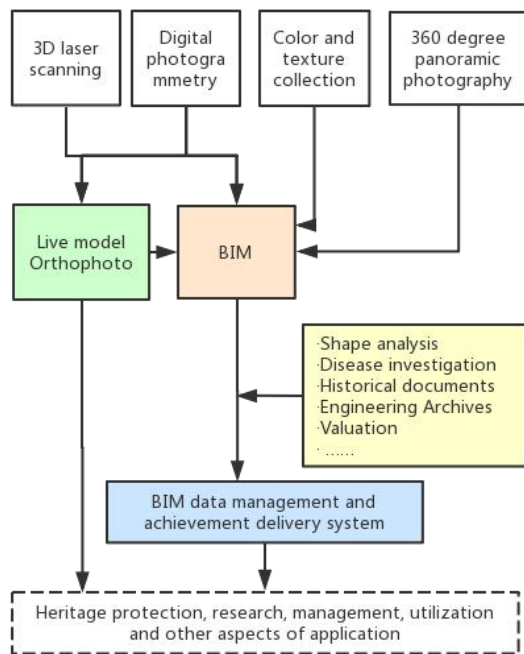 3D laser
scanning
Digital
photogra
mmetry
Color and
texture
collection
360 degree
panoramic
photography
Live model
Orthophoto
BIM
·Shape analysis
·Disease investigation
·Historical documents
·Engineering Archives
·Valuation
· ......
BIM data management and
achievement delivery system
Heritage protection, research, management, utilization
and other aspects of application